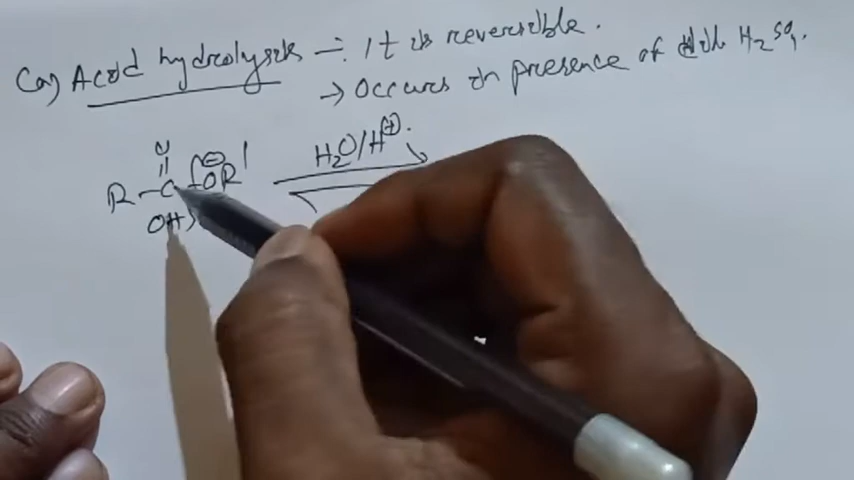 (a) Acid hydrolysis ÷ It is reversible.
→ Occurs in presence of dil H2SO4.
O
||
R-C-OR'
⊖
H2O/H⊕
OH